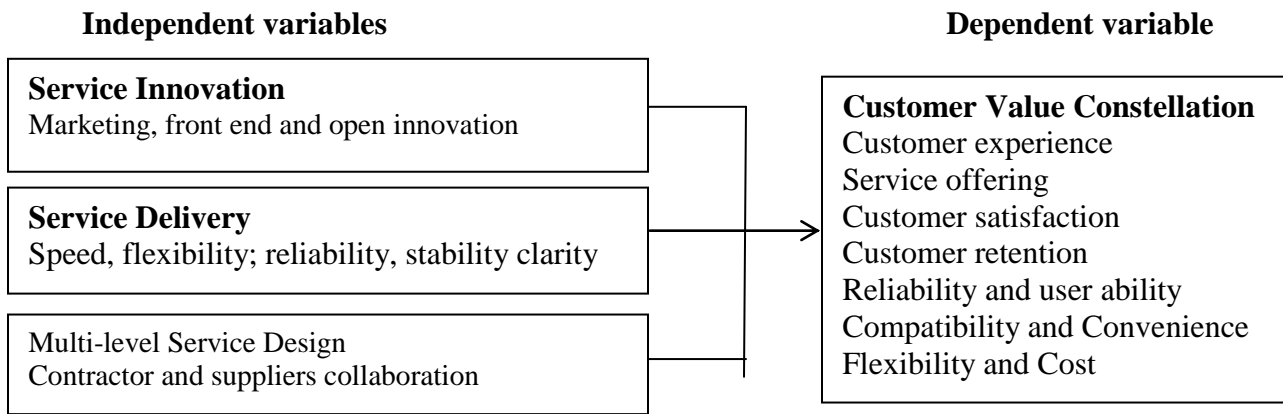 Independent variables
Dependent variable
Service Innovation
Marketing, front end and open innovation
Service Delivery
Speed, flexibility; reliability, stability clarity
Multi-level Service Design
Contractor and suppliers collaboration
Customer Value Constellation
Customer experience
Service offering
Customer satisfaction
Customer retention
Reliability and user ability
Compatibility and Convenience
Flexibility and Cost